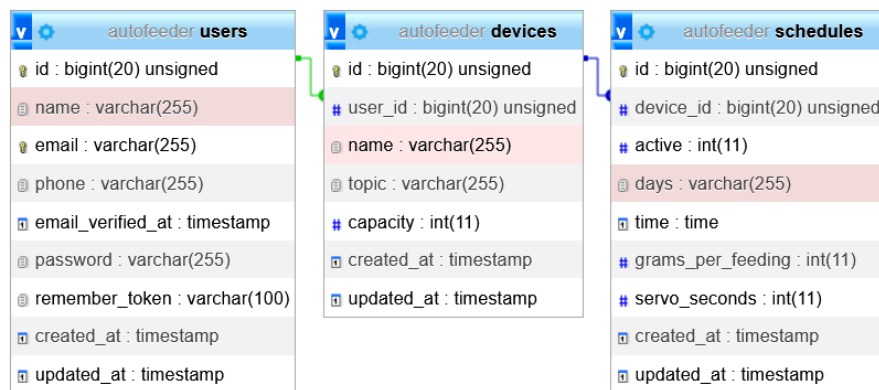 v autofeeder users
id : bigint(20) unsigned
name : varchar(255)
email : varchar(255)
phone : varchar(255)
email_verified_at : timestamp
password : varchar(255)
remember_token : varchar(100)
created_at : timestamp
updated_at : timestamp
v autofeeder devices
id : bigint(20) unsigned
# user_id : bigint(20) unsigned
name : varchar(255)
topic : varchar(255)
# capacity : int(11)
created_at : timestamp
updated_at : timestamp
v autofeeder schedules
id : bigint(20) unsigned
# device_id : bigint(20) unsigned
# active : int(11)
days : varchar(255)
time : time
# grams_per_feeding : int(11)
# servo_seconds : int(11)
created_at : timestamp
updated_at : timestamp